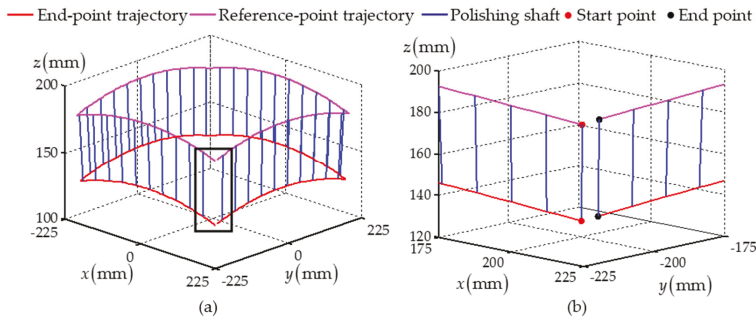 End-point trajectory Reference-point trajectory Polishing shaft Start point End point
z(mm)
200
150
100
-225
0
225
x(mm)
-225
0
225
y(mm)
(a)
z(mm)
200
180
160
140
120
175
200
225
x(mm)
-225
-200
-175
y(mm)
(b)